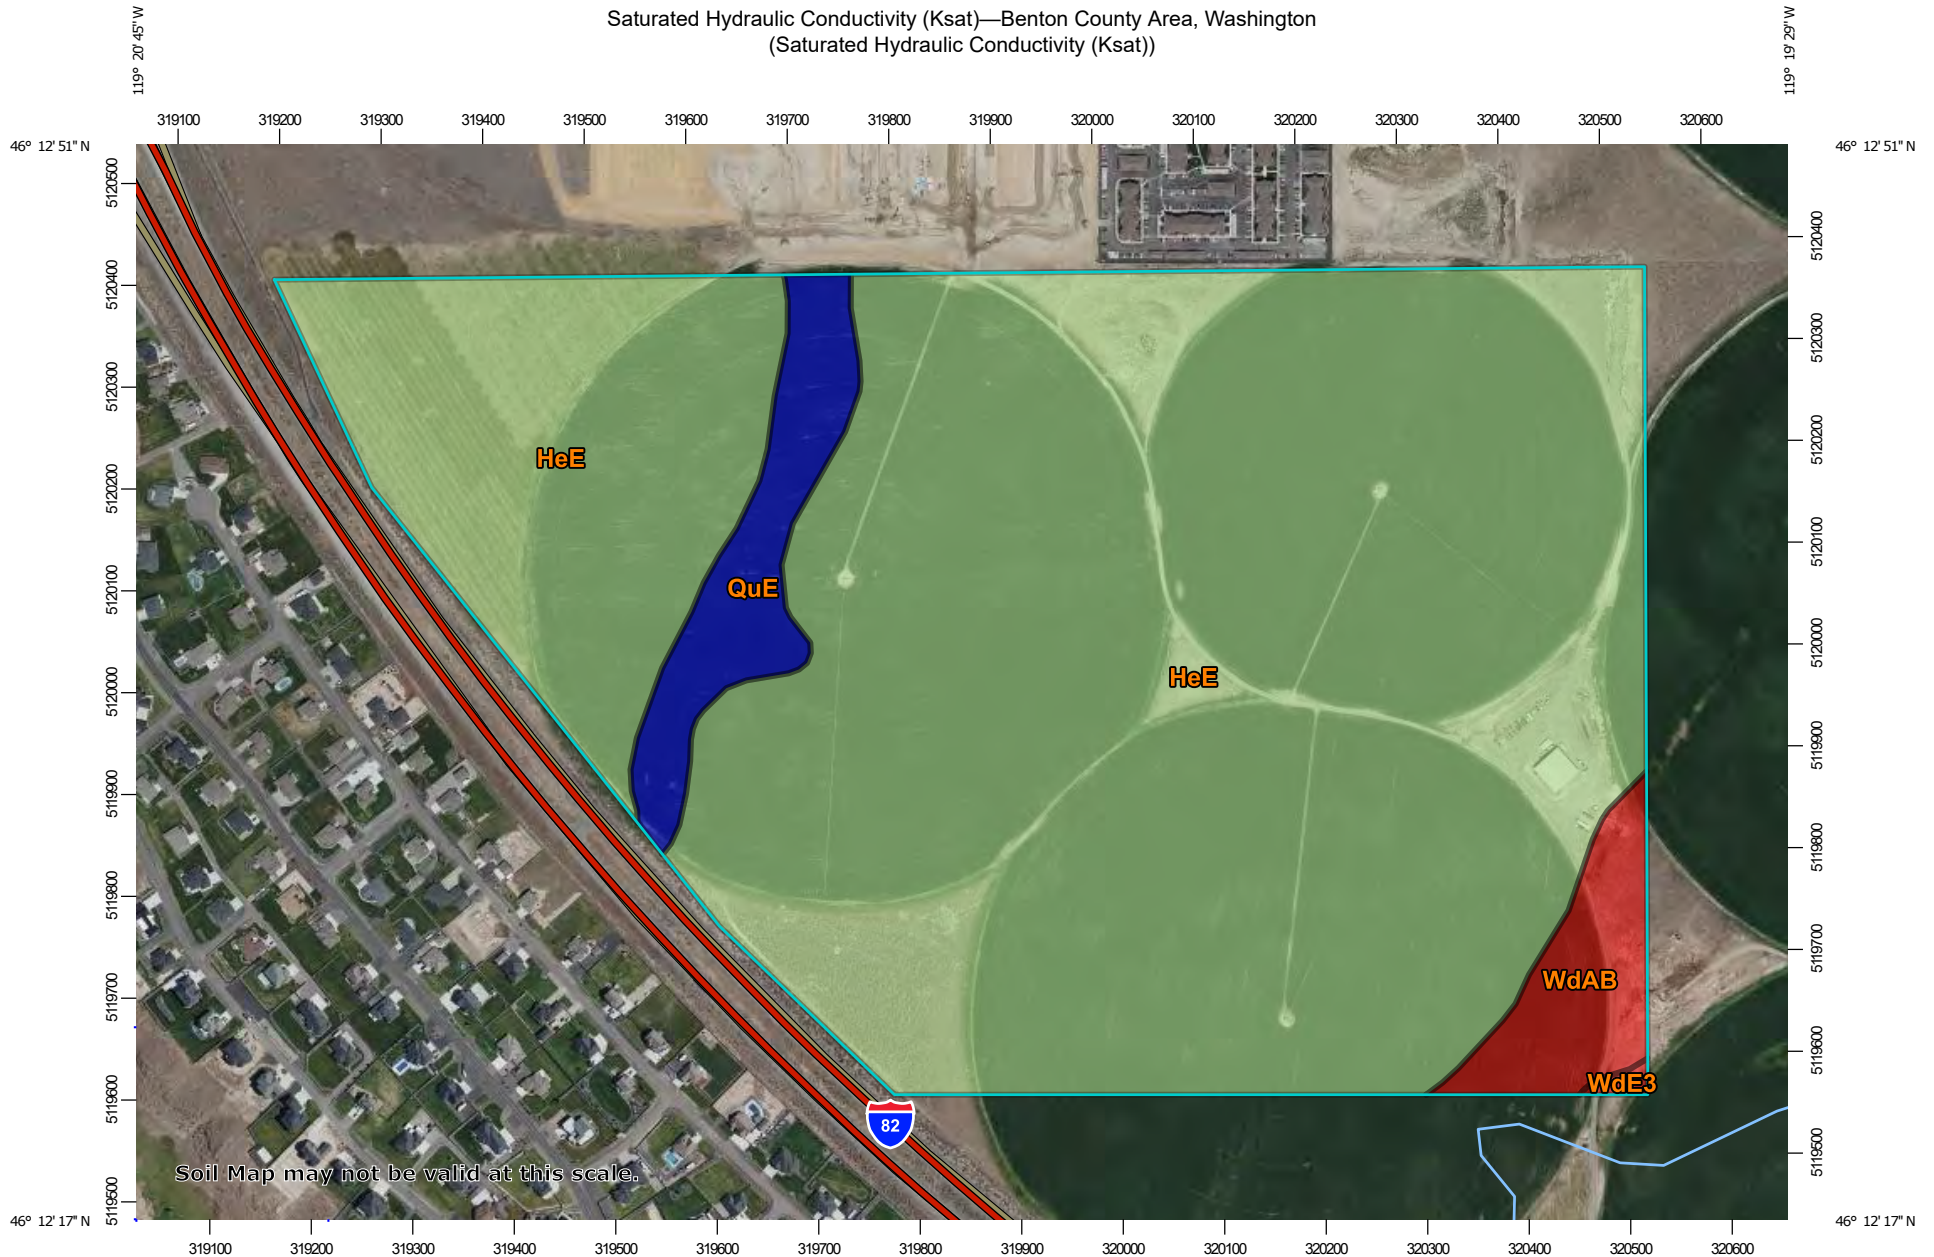 Saturated Hydraulic Conductivity (Ksat)—Benton County Area, Washington
(Saturated Hydraulic Conductivity (Ksat))
119° 20' 45" W
119° 19' 29" W
319100 319200 319300 319400 319500 319600 319700 319800 319900 320000 320100 320200 320300 320400 320500 320600
46° 12' 51" N
46° 12' 51" N
5120500
5120400
5120300
5120200
5120100
5120000
5119900
5119800
5119700
5119600
5119500
5120400
5120300
5120200
5120100
5120000
5119900
5119800
5119700
5119600
5119500
HeE
QuE
HeE
WdAB
WdE3
82
Soil Map may not be valid at this scale.
46° 12' 17" N
46° 12' 17" N
319100 319200 319300 319400 319500 319600 319700 319800 319900 320000 320100 320200 320300 320400 320500 320600